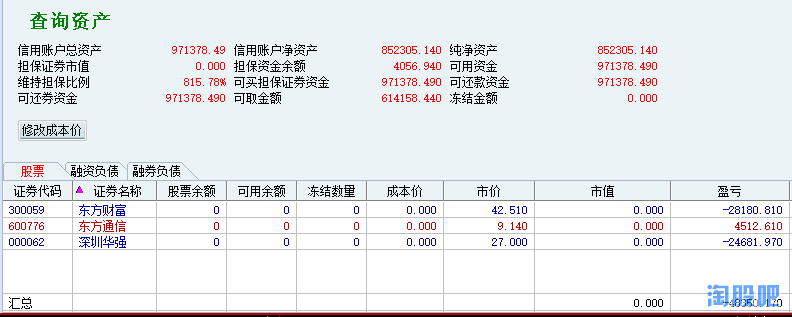 查询资产
信用账户总资产 971378.49 信用账户净资产 852305.140 纯净资产 852305.140
担保证券市值 0.000 担保资金余额 4056.940 可用资金 971378.490
维持担保比例 815.78% 可买担保证券资金 971378.490 可还款资金 971378.490
可还券资金 971378.490 可取金额 614158.440 冻结金额 0.000
修改成本价
股票 融资负债 融券负债
证券代码 证券名称 股票余额 可用余额 冻结数量 成本价 市价 市值 盈亏
300059 东方财富 0 0 0 0.000 42.510 0.000 -28180.810
600776 东方通信 0 0 0 0.000 9.140 0.000 4512.610
000062 深圳华强 0 0 0 0.000 27.000 0.000 -24681.970
汇总 0.000 -48350.170
淘股吧